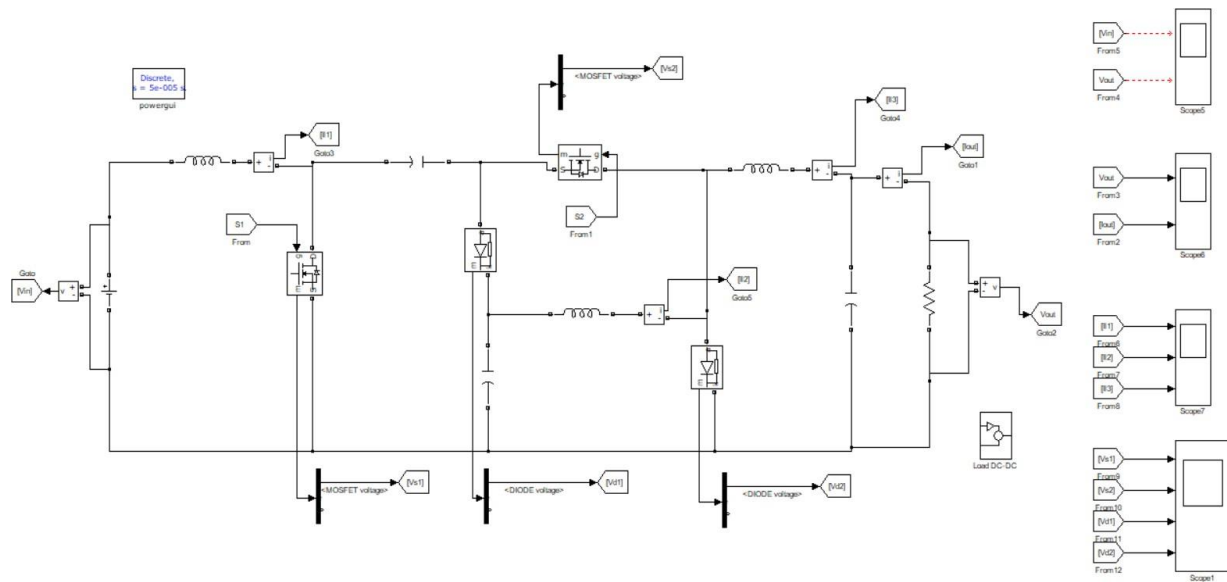 Discrete,
s = 5e-005 s.
powergui
<MOSFET voltage>
[Vs2]
[Vin]
From5
Vout
From4
Scope5
[Il1]
Goto3
[Il3]
Goto4
[Iout]
Goto1
S1
From
S2
From1
Vout
From3
[Iout]
From2
Scope6
Goto
[Vin]
v
+
-
i
m
g
S
D
[Il2]
Goto5
Vout
Goto2
[Il1]
From6
[Il2]
From7
[Il3]
From8
Scope7
Load DC-DC
<MOSFET voltage>
[Vs1]
<DIODE voltage>
[Vd1]
<DIODE voltage>
[Vd2]
[Vs1]
From9
[Vs2]
From10
[Vd1]
From11
[Vd2]
From12
Scope1